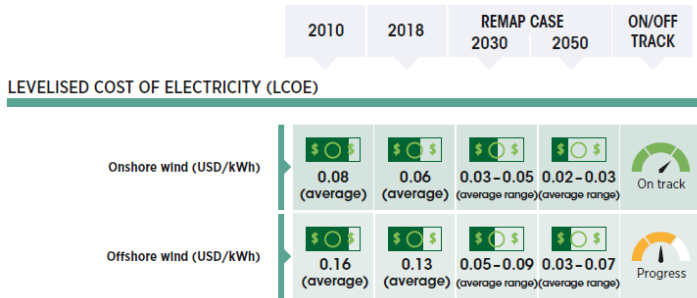 2010 2018 REMAP CASE ON/OFF
2030 2050 TRACK
LEVELISED COST OF ELECTRICITY (LCOE)
Onshore wind (USD/kWh)
$ $ $ $ $ $ $ $
0.08 0.06 0.03–0.05 0.02–0.03 On track
(average) (average) (average range) (average range)
Offshore wind (USD/kWh)
$ $ $ $ $ $ $ $
0.16 0.13 0.05–0.09 0.03–0.07 Progress
(average) (average) (average range) (average range)